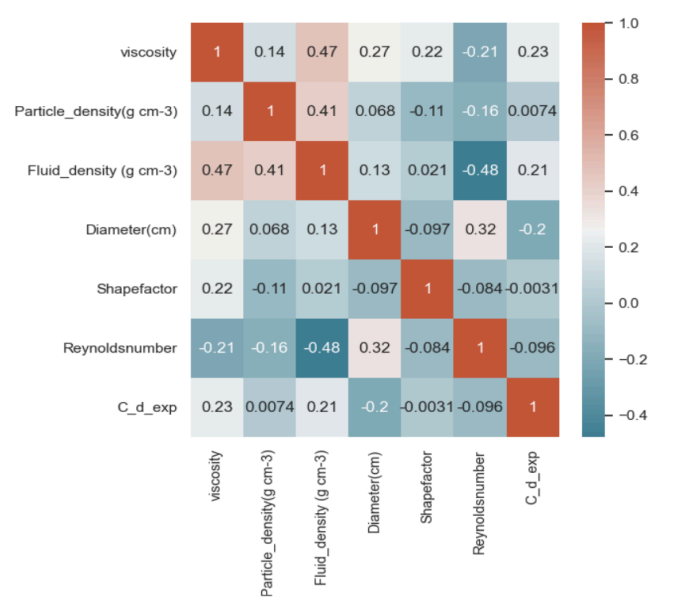 viscosity 1 0.14 0.47 0.27 0.22 -0.21 0.23
Particle_density(g cm-3) 0.14 1 0.41 0.068 -0.11 -0.16 0.0074
Fluid_density (g cm-3) 0.47 0.41 1 0.13 0.021 -0.48 0.21
Diameter(cm) 0.27 0.068 0.13 1 -0.097 0.32 -0.2
Shapefactor 0.22 -0.11 0.021 -0.097 1 -0.084 -0.0031
Reynoldsnumber -0.21 -0.16 -0.48 0.32 -0.084 1 -0.096
C_d_exp 0.23 0.0074 0.21 -0.2 -0.0031 -0.096 1
viscosity
Particle_density(g cm-3)
Fluid_density (g cm-3)
Diameter(cm)
Shapefactor
Reynoldsnumber
C_d_exp
1.0
0.8
0.6
0.4
0.2
0.0
−0.2
−0.4